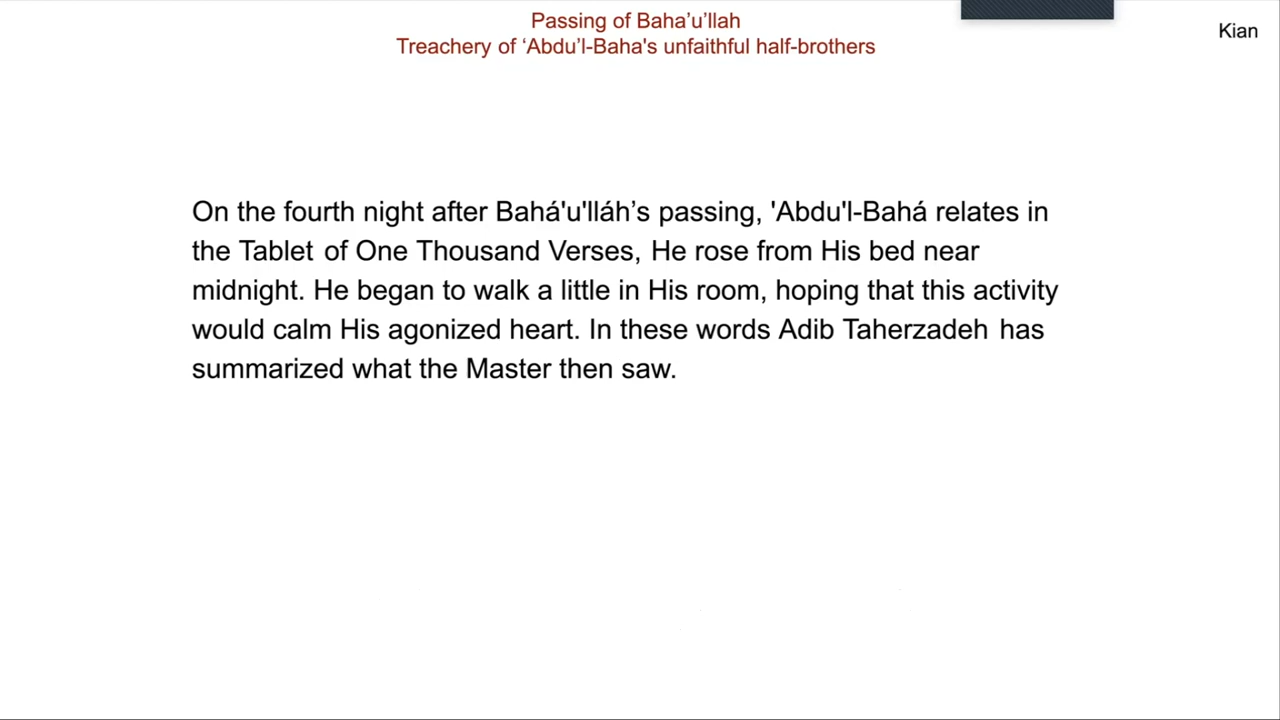 Passing of Baha’u’llah
Treachery of ‘Abdu’l-Baha's unfaithful half-brothers
Kian
On the fourth night after Bahá'u'lláh’s passing, 'Abdu'l-Bahá relates in
the Tablet of One Thousand Verses, He rose from His bed near
midnight. He began to walk a little in His room, hoping that this activity
would calm His agonized heart. In these words Adib Taherzadeh has
summarized what the Master then saw.